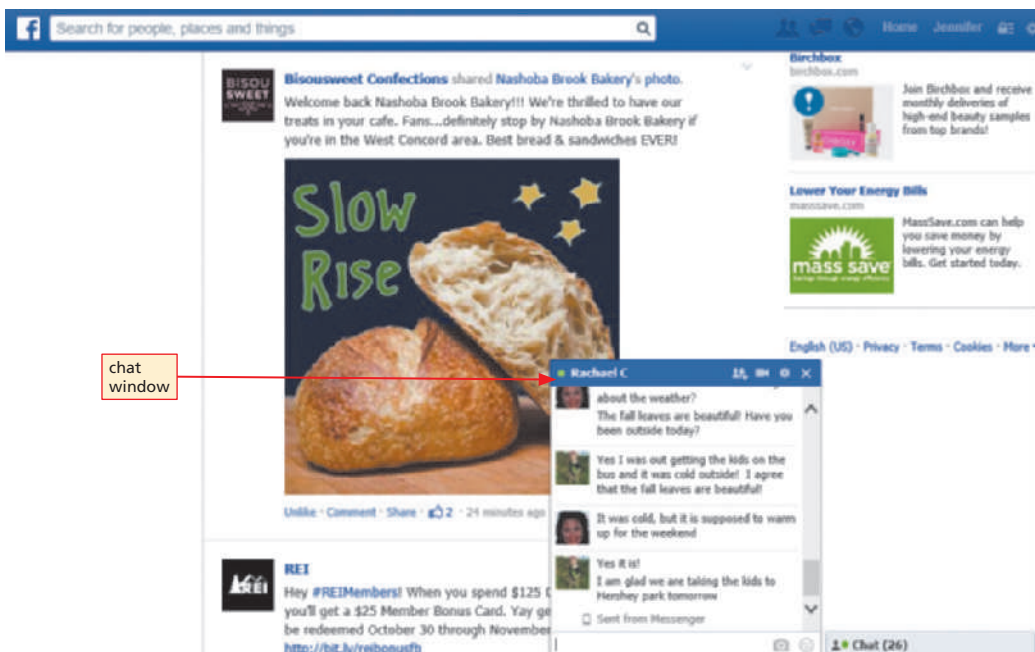 Search for people, places and things
Home Jennifer
BISOU
SWEET
Bisousweet Confections shared Nashoba Brook Bakery's photo.
Welcome back Nashoba Brook Bakery!!! We're thrilled to have our
treats in your cafe. Fans...definitely stop by Nashoba Brook Bakery if
you're in the West Concord area. Best bread & sandwiches EVER!
Slow
Rise
Unlike · Comment · Share · 2 · 24 minutes ago
REI
REI
Hey #REIMembers! When you spend $125
you'll get a $25 Member Bonus Card. Yay ge
be redeemed October 30 through November
http://bit.ly/reibonusfb
Birchbox
birchbox.com
Join Birchbox and receive
monthly deliveries of
high-end beauty samples
from top brands!
Lower Your Energy Bills
masssave.com
mass save
savings through energy efficiency
MassSave.com can help
you save money by
lowering your energy
bills. Get started today.
English (US) · Privacy · Terms · Cookies · More
chat
window
Rachael C
about the weather?
The fall leaves are beautiful! Have you
been outside today?
Yes I was out getting the kids on the
bus and it was cold outside! I agree
that the fall leaves are beautiful!
It was cold, but it is supposed to warm
up for the weekend
Yes it is!
I am glad we are taking the kids to
Hershey park tomorrow
Sent from Messenger
Chat (26)